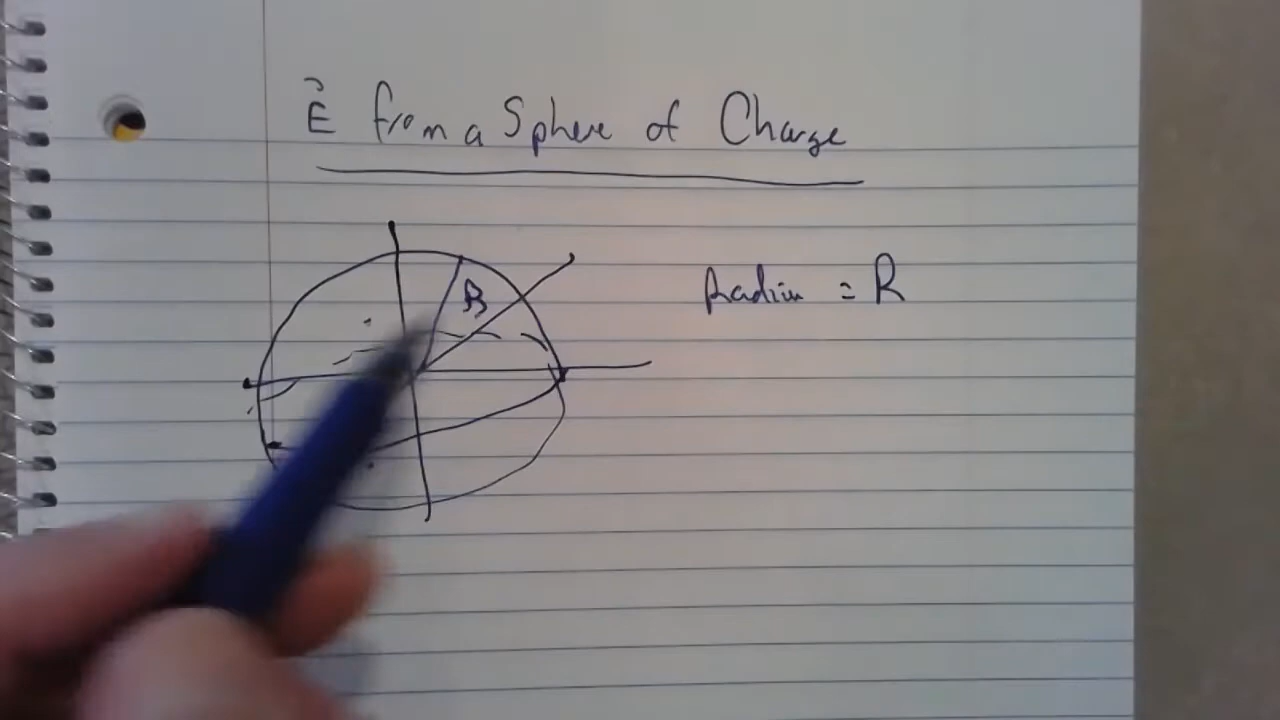 E⃗ from a Sphere of Charge
R
Radius = R